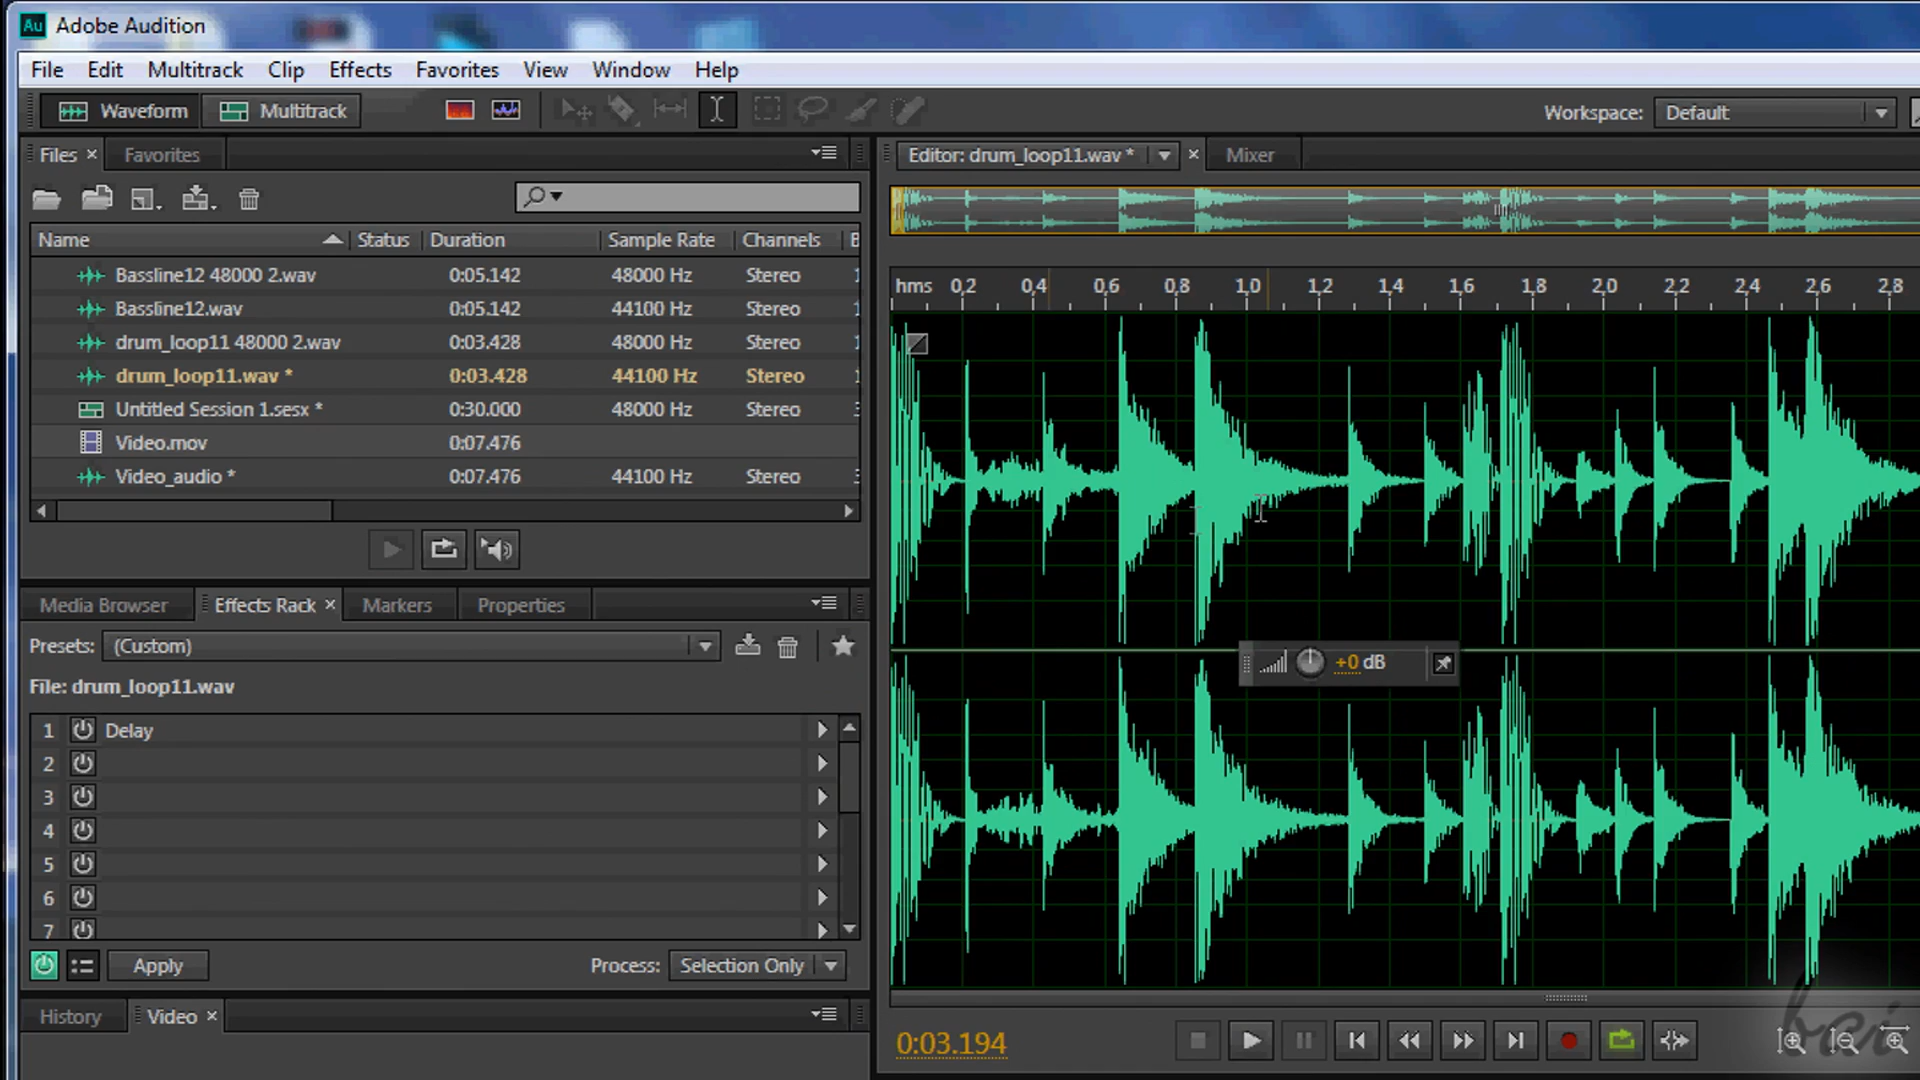 Au Adobe Audition
File Edit Multitrack Clip Effects Favorites View Window Help
Waveform Multitrack Workspace: Default
Files Favorites
Editor: drum_loop11.wav * Mixer
Name Status Duration Sample Rate Channels
Bassline12 48000 2.wav 0:05.142 48000 Hz Stereo
Bassline12.wav 0:05.142 44100 Hz Stereo
drum_loop11 48000 2.wav 0:03.428 48000 Hz Stereo
drum_loop11.wav * 0:03.428 44100 Hz Stereo
Untitled Session 1.sesx * 0:30.000 48000 Hz Stereo
Video.mov 0:07.476
Video_audio * 0:07.476 44100 Hz Stereo
hms 0,2 0,4 0,6 0,8 1,0 1,2 1,4 1,6 1,8 2,0 2,2 2,4 2,6 2,8
+0 dB
Media Browser Effects Rack Markers Properties
Presets: (Custom)
File: drum_loop11.wav
1 Delay
2
3
4
5
6
7
Apply Process: Selection Only
History Video
0:03.194